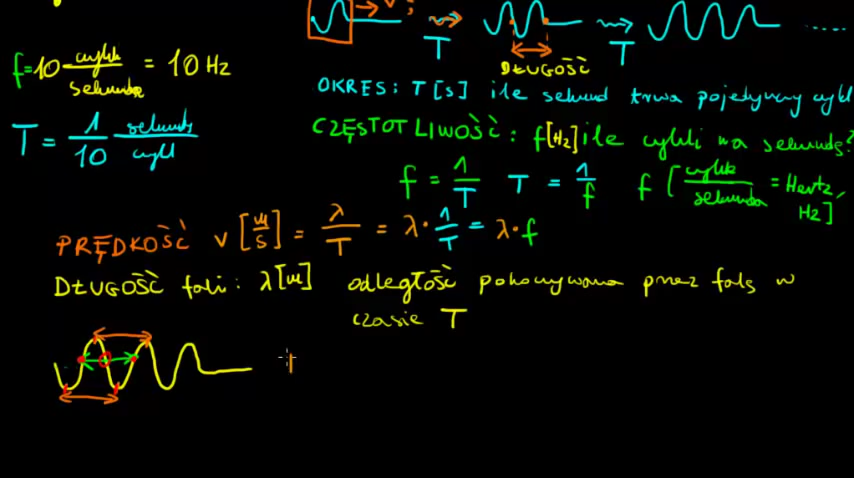 v;
T
T
.....
DŁUGOŚĆ
f=10 cykli/sekunda = 10 Hz
OKRES: T [s] ile sekund trwa pojedynczy cykl
T = 1/10 sekunds/cykl
CZĘSTOTLIWOŚĆ: f[Hz] ile cykli na sekundę?
f = 1/T T = 1/f f [cykli/sekunda = Hertz, Hz]
PRĘDKOŚĆ v [m/s] = λ/T = λ· 1/T = λ·f
DŁUGOŚĆ fali: λ[m] odległość pokonywana przez falę w
czasie T